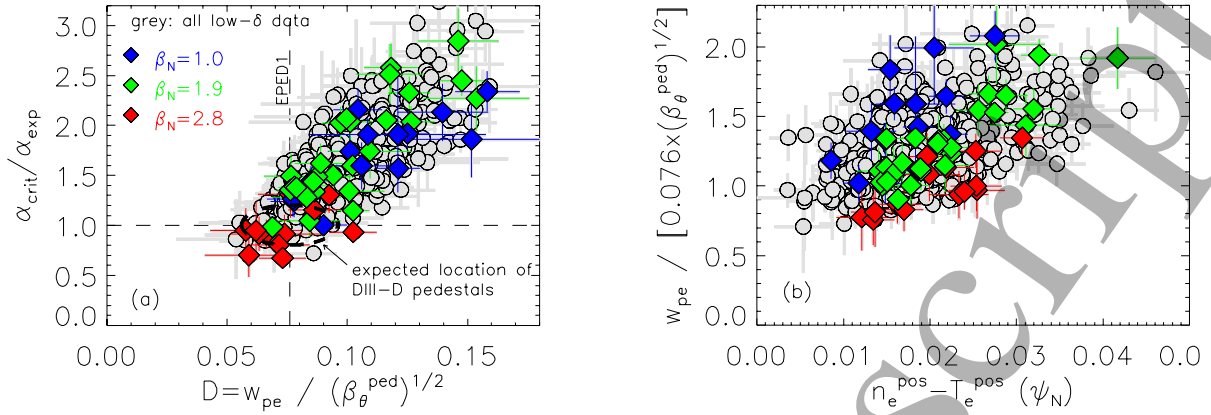 grey: all low-δ data
β_N=1.0
β_N=1.9
β_N=2.8
EPED1
expected location of
DIII-D pedestals
(a)
α_crit/α_exp
3.0
2.5
2.0
1.5
1.0
0.5
0.0
0.00 0.05 0.10 0.15
D=w_pe / (β_θ^ped)^1/2
(b)
w_pe / [0.076×(β_θ^ped)^1/2]
2.0
1.5
1.0
0.5
0.0
0.00 0.01 0.02 0.03 0.04 0.0
n_e^pos-T_e^pos (ψ_N)
script